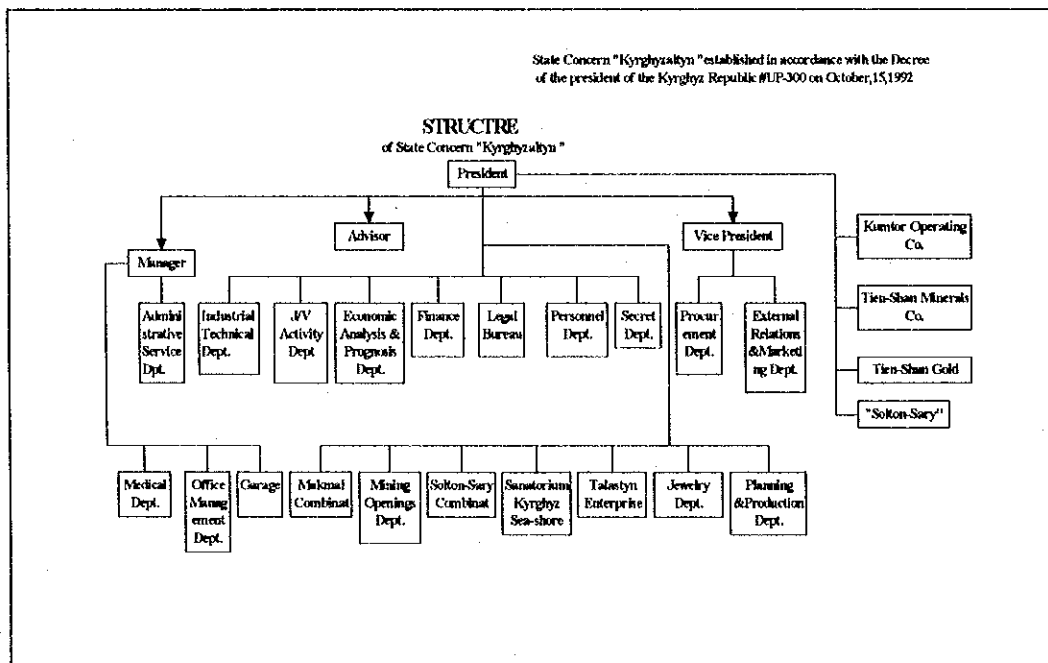 State Concern "Kyrghyzaltyn "established in accordance with the Decree
of the president of the Kyrghyz Republic #UP-300 on October,15,1992
STRUCTRE
of State Concern "Kyrghyzaltyn "
President
Advisor
Vice President
Manager
Kumtor Operating
Co.
Tien-Shan Minerals
Co.
Tien-Shan Gold
"Solton-Sary"
Admini
strative
Service
Dpt.
Industrial
Technical
Dept.
J/V
Activity
Dept
Economic
Analysis &
Prognosis
Dept.
Finance
Dept.
Legal
Bureau
Personnel
Dept.
Secret
Dept.
Procur
ement
Dept.
External
Relations
&Marketi
ng Dept.
Medical
Dept.
Office
Manag
ement
Dept.
Garage
Makmal
Combinat
Mining
Openings
Dept.
Solton-Sary
Combinat
Sanatorium
Kyrghyz
Sea-shore
Talastyn
Enterprise
Jewelry
Dept.
Planning
&Production
Dept.